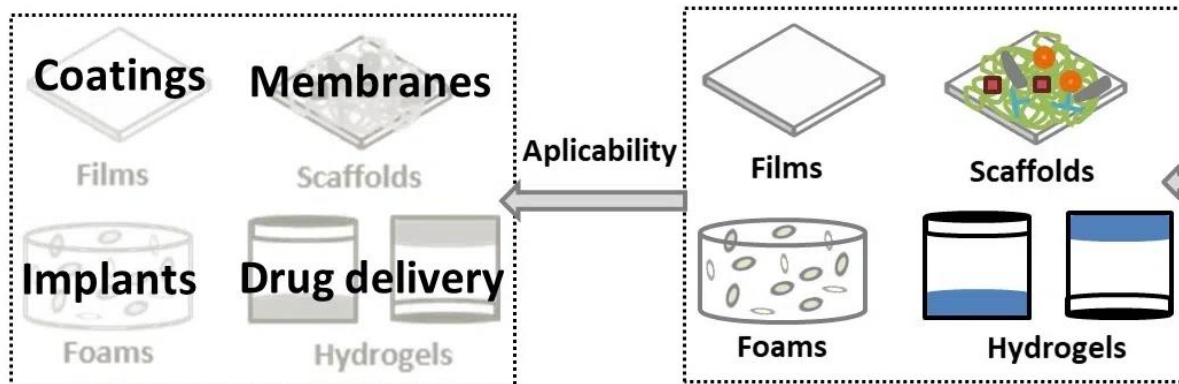 Coatings
Membranes
Films
Scaffolds
Implants
Drug delivery
Foams
Hydrogels
Aplicability
Films
Scaffolds
Foams
Hydrogels